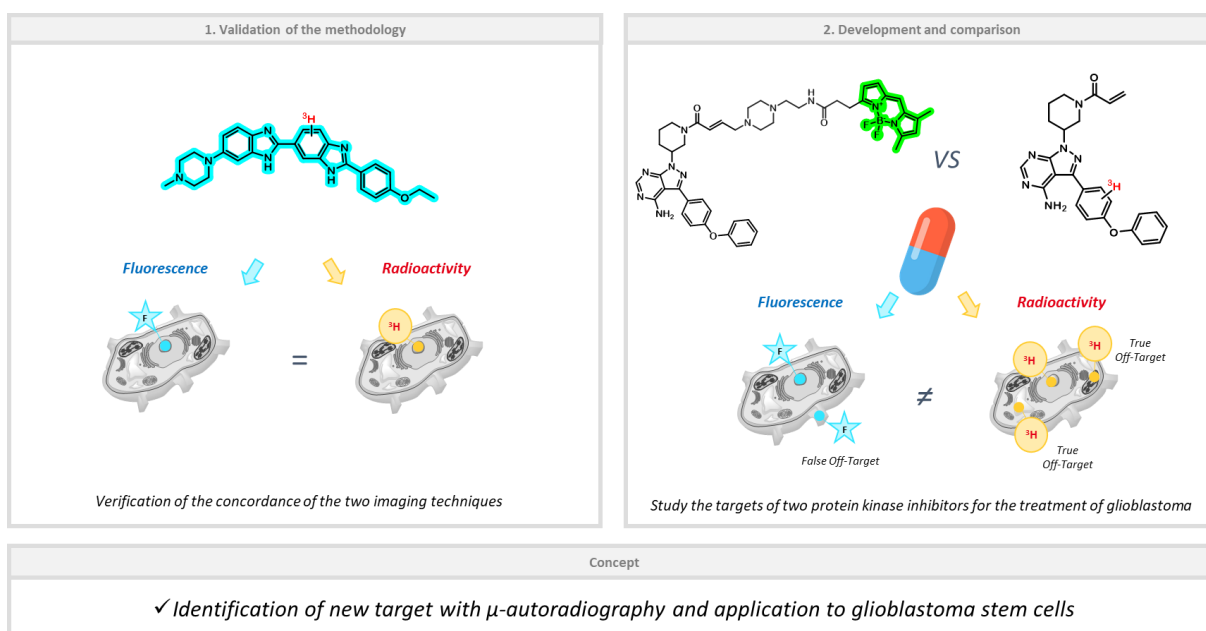 1. Validation of the methodology
³H
N
N
H
N
N
N
N
H
O
Fluorescence
Radioactivity
F
³H
=
Verification of the concordance of the two imaging techniques
2. Development and comparison
O
N
N
N
H
N
O
N⁺
B⁻
F
F
N
N
N
N
N
NH₂
O
VS
O
N
N
N
N
N
NH₂
³H
O
Fluorescence
Radioactivity
F
F
False Off-Target
≠
³H
³H
³H
True
Off-Target
True
Off-Target
Study the targets of two protein kinase inhibitors for the treatment of glioblastoma
Concept
✓Identification of new target with μ-autoradiography and application to glioblastoma stem cells